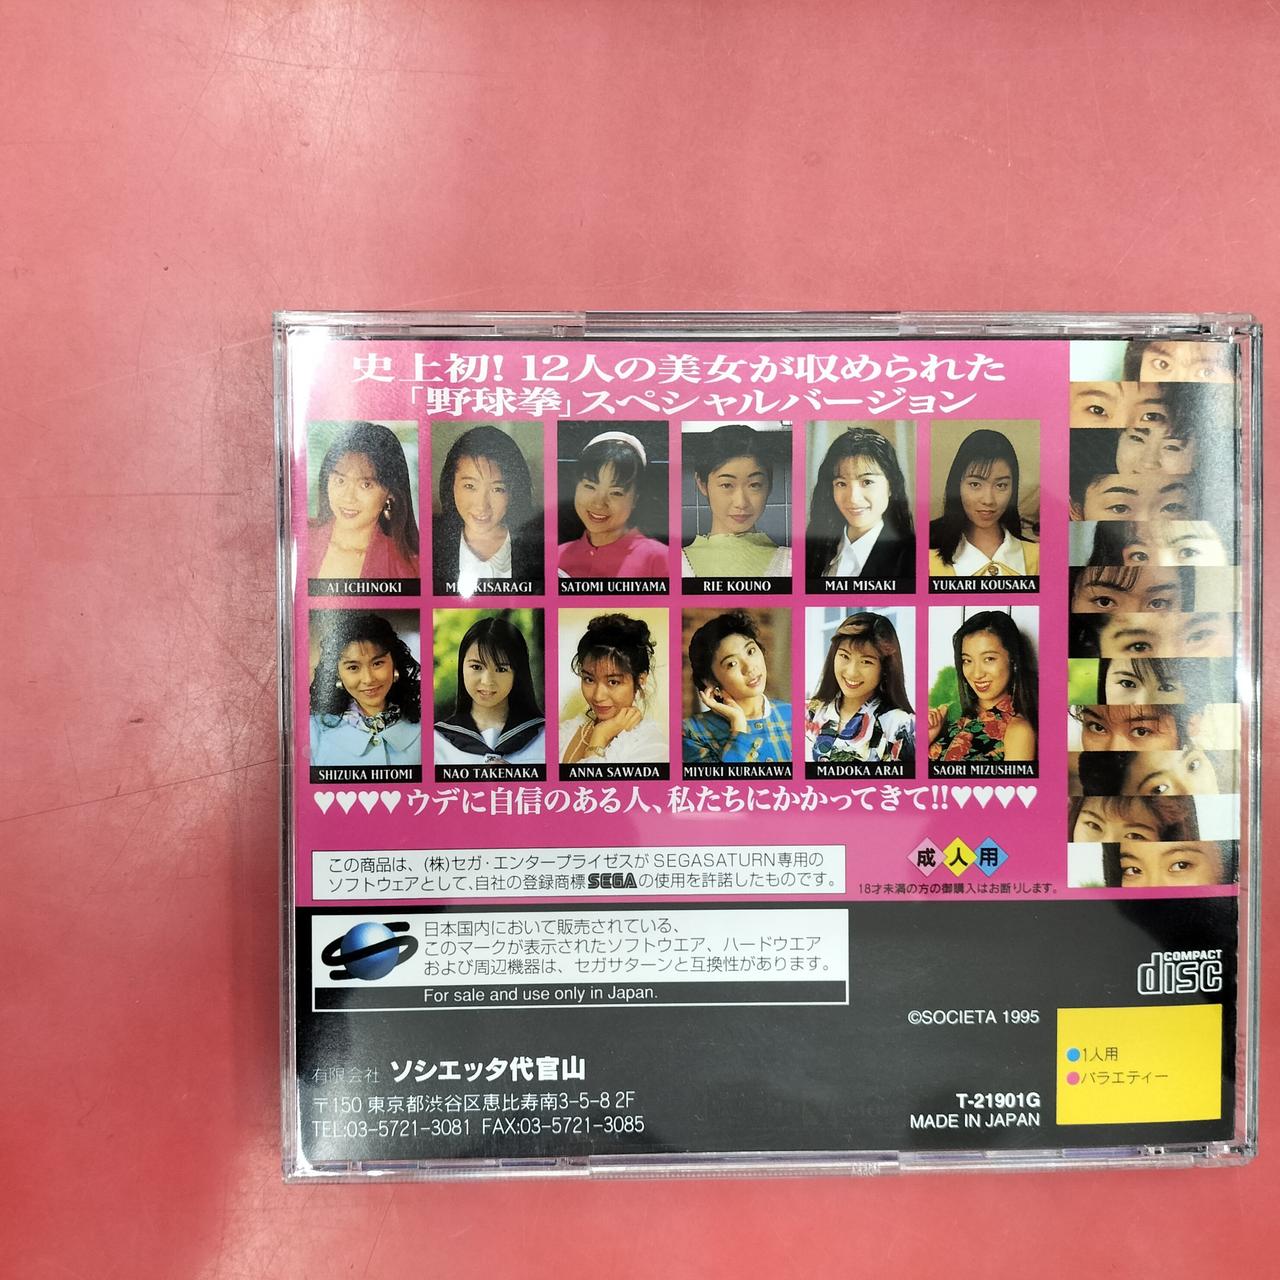 史上初! 12人の美女が収められた
「野球拳」スペシャルバージョン
AI ICHINOKI
KISARAGI
SATOMI UCHIYAMA
RIE KOUNO
MAI MISAKI
YUKARI KOUSAKA
SHIZUKA HITOMI
NAO TAKENAKA
ANNA SAWADA
MIYUKI KURAKAWA
MADOKA ARAI
SAORI MIZUSHIMA
♥♥♥♥ウデに自信のある人、私たちにかかってきて!!♥♥♥♥
この商品は、(株)セガ・エンタープライゼスがSEGASATURN専用の
ソフトウェアとして、自社の登録商標SEGAの使用を許諾したものです。
成人用
18才未満の方の御購入はお断りします。
日本国内において販売されている、
このマークが表示されたソフトウエア、ハードウエア
および周辺機器は、セガサターンと互換性があります。
For sale and use only in Japan.
COMPACT
disc
©SOCIETA 1995
有限会社 ソシエッタ代官山
〒150 東京都渋谷区恵比寿南3-5-8 2F
TEL:03-5721-3081 FAX:03-5721-3085
●1人用
●バラエティー
T-21901G
MADE IN JAPAN